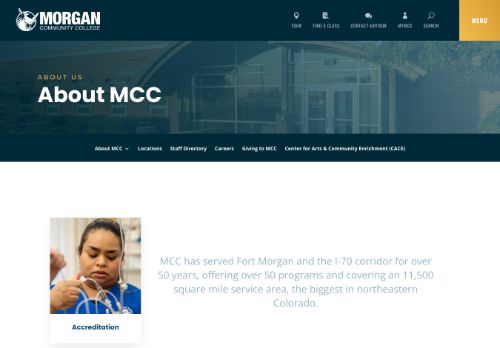 MORGAN
COMMUNITY COLLEGE
TOUR FIND A CLASS CONTACT ADVISOR MYMCC SEARCH
MENU
ABOUT US
About MCC
About MCC Locations Staff Directory Careers Giving to MCC Center for Arts & Community Enrichment (CACE)
MCC has served Fort Morgan and the I-70 corridor for over
50 years, offering over 50 programs and covering an 11,500
square mile service area, the biggest in northeastern
Colorado.
Accreditation